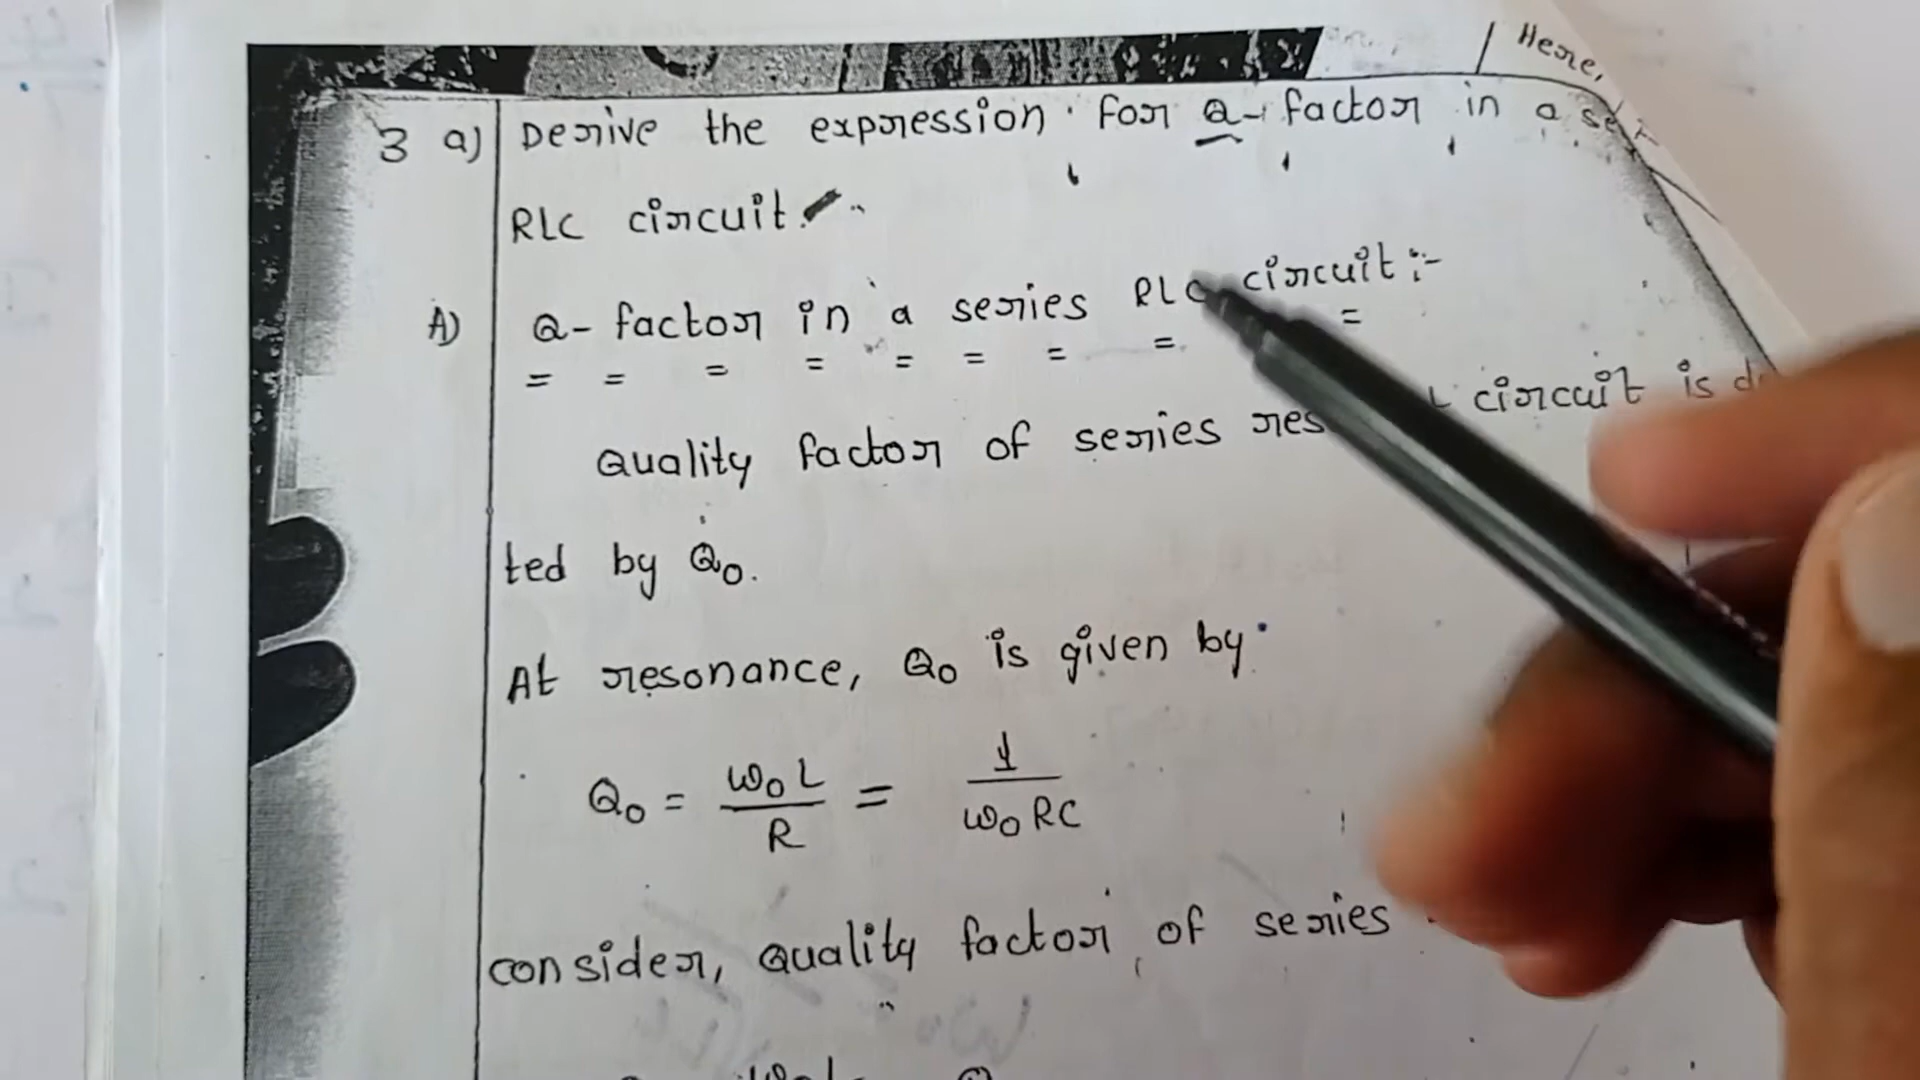 Here,
3 a) Derive the expression for Q-factor in a
RLC circuit.
A) Q-factor in a series RLC circuit :-
Quality factor of series circuit is
ted by Q₀.
At resonance, Q₀ is given by
Q₀ = ω₀L / R = 1 / ω₀RC
consider, Quality factor of series